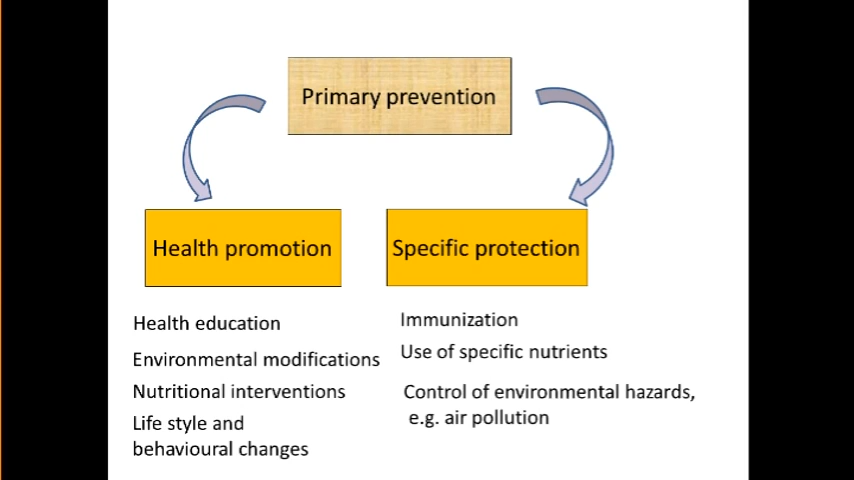 Primary prevention
Health promotion
Specific protection
Health education
Environmental modifications
Nutritional interventions
Life style and
behavioural changes
Immunization
Use of specific nutrients
Control of environmental hazards,
e.g. air pollution